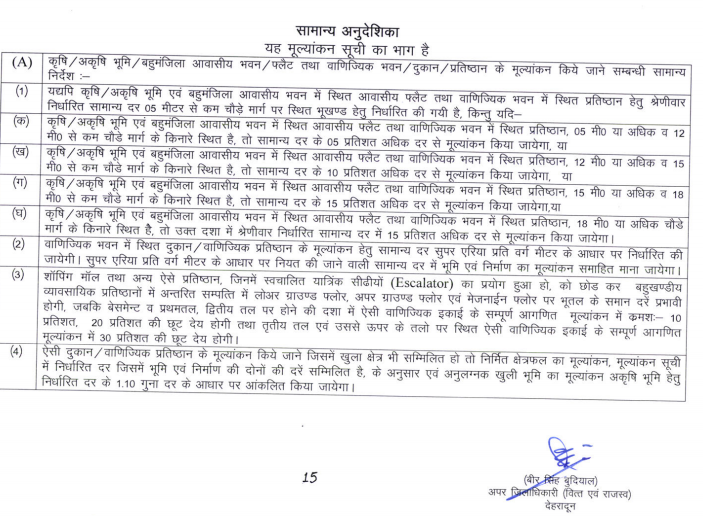 सामान्य अनुदेशिका
यह मूल्यांकन सूची का भाग है
(A) कृषि/अकृषि भूमि/बहुमंजिला आवासीय भवन/फ्लैट तथा वाणिज्यिक भवन/दुकान/प्रतिष्ठान के मूल्यांकन किये जाने सम्बन्धी सामान्य
निर्देश :–
(1) यद्यपि कृषि/अकृषि भूमि एवं बहुमंजिला आवासीय भवन में स्थित आवासीय फ्लैट तथा वाणिज्यिक भवन में स्थित प्रतिष्ठान हेतु श्रेणीवार
निर्धारित सामान्य दर 05 मीटर से कम चौड़े मार्ग पर स्थित भूखण्ड हेतु निर्धारित की गयी है, किन्तु यदि–
(क) कृषि/अकृषि भूमि एवं बहुमंजिला आवासीय भवन में स्थित आवासीय फ्लैट तथा वाणिज्यिक भवन में स्थित प्रतिष्ठान, 05 मी0 या अधिक व 12
मी0 से कम चौडे मार्ग के किनारे स्थित है, तो सामान्य दर के 05 प्रतिशत अधिक दर से मूल्यांकन किया जायेगा, या
(ख) कृषि/अकृषि भूमि एवं बहुमंजिला आवासीय भवन में स्थित आवासीय फ्लैट तथा वाणिज्यिक भवन में स्थित प्रतिष्ठान, 12 मी0 या अधिक व 15
मी0 से कम चौडे मार्ग के किनारे स्थित है, तो सामान्य दर के 10 प्रतिशत अधिक दर से मूल्यांकन किया जायेगा, या
(ग) कृषि/अकृषि भूमि एवं बहुमंजिला आवासीय भवन में स्थित आवासीय फ्लैट तथा वाणिज्यिक भवन में स्थित प्रतिष्ठान, 15 मी0 या अधिक व 18
मी0 से कम चौडे मार्ग के किनारे स्थित है, तो सामान्य दर के 15 प्रतिशत अधिक दर से मूल्यांकन किया जायेगा,या
(घ) कृषि/अकृषि भूमि एवं बहुमंजिला आवासीय भवन में स्थित आवासीय फ्लैट तथा वाणिज्यिक भवन में स्थित प्रतिष्ठान, 18 मी0 या अधिक चौडे
मार्ग के किनारे स्थित है, तो उक्त दशा में श्रेणीवार निर्धारित सामान्य दर में 15 प्रतिशत अधिक दर से मूल्यांकन किया जायेगा।
(2) वाणिज्यिक भवन में स्थित दुकान/वाणिज्यिक प्रतिष्ठान के मूल्यांकन हेतु सामान्य दर सुपर एरिया प्रति वर्ग मीटर के आधार पर निर्धारित की
जायेगी। सुपर एरिया प्रति वर्ग मीटर के आधार पर नियत की जाने वाली सामान्य दर में भूमि एवं निर्माण का मूल्यांकन समाहित माना जायेगा।
(3) शॉपिंग मॉल तथा अन्य ऐसे प्रतिष्ठान, जिनमें स्वचालित यांत्रिक सीढीयों (Escalator) का प्रयोग हुआ हो, को छोड कर बहुखण्डीय
व्यावसायिक प्रतिष्ठानों में अन्तरित सम्पत्ति में लोअर ग्राउण्ड फ्लोर, अपर ग्राउण्ड फ्लोर एवं मेजनाईन फ्लोर पर भूतल के समान दरें प्रभावी
होगी, जबकि बेसमेन्ट व प्रथमतल, द्वितीय तल पर होने की दशा में ऐसी वाणिज्यिक इकाई के सम्पूर्ण आगणित मूल्यांकन में क्रमशः– 10
प्रतिशत, 20 प्रतिशत की छूट देय होगी तथा तृतीय तल एवं उससे ऊपर के तलो पर स्थित ऐसी वाणिज्यिक इकाई के सम्पूर्ण आगणित
मूल्यांकन में 30 प्रतिशत की छूट देय होगी।
(4) ऐसी दुकान/वाणिज्यिक प्रतिष्ठान के मूल्यांकन किये जाने जिसमें खुला क्षेत्र भी सम्मिलित हो तो निर्मित क्षेत्रफल का मूल्यांकन, मूल्यांकन सूची
में निर्धारित दर जिसमें भूमि एवं निर्माण की दोनों की दरें सम्मिलित है, के अनुसार एवं अनुलग्नक खुली भूमि का मूल्यांकन अकृषि भूमि हेतु
निर्धारित दर के 1.10 गुना दर के आधार पर आंकलित किया जायेगा।
15
(बीर सिंह बुदियाल)
अपर जिलाधिकारी (वित्त एवं राजस्व)
देहरादून